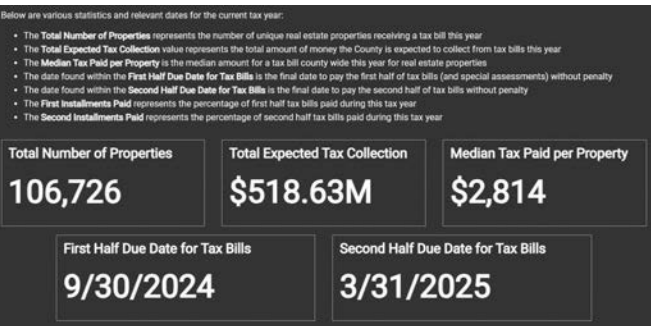 Below are various statistics and relevant dates for the current tax year:
• The Total Number of Properties represents the number of unique real estate properties receiving a tax bill this year
• The Total Expected Tax Collection value represents the total amount of money the County is expected to collect from tax bills this year
• The Median Tax Paid per Property is the median amount for a tax bill county wide this year for real estate properties
• The date found within the First Half Due Date for Tax Bills is the final date to pay the first half of tax bills (and special assessments) without penalty
• The date found within the Second Half Due Date for Tax Bills is the final date to pay the second half of tax bills without penalty
• The First Installments Paid represents the percentage of first half tax bills paid during this tax year
• The Second Installments Paid represents the percentage of second half tax bills paid during this tax year
Total Number of Properties
106,726
Total Expected Tax Collection
$518.63M
Median Tax Paid per Property
$2,814
First Half Due Date for Tax Bills
9/30/2024
Second Half Due Date for Tax Bills
3/31/2025